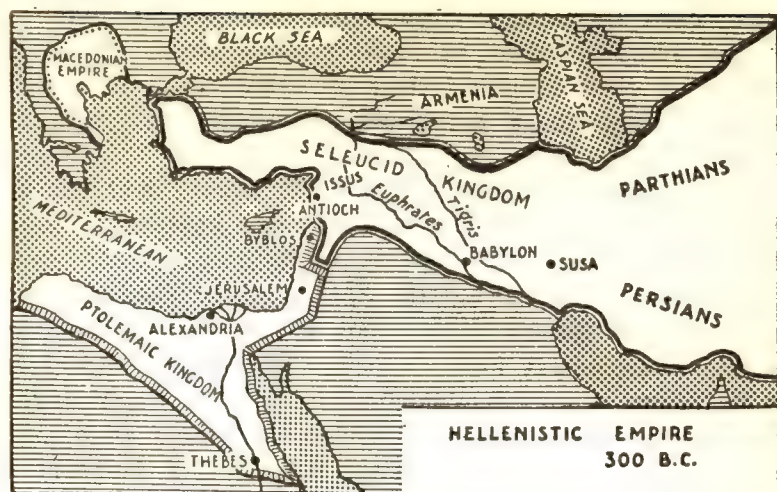 BLACK SEA
MACEDONIAN
EMPIRE
CASPIAN SEA
ARMENIA
SELEUCID
KINGDOM
PARTHIANS
ISSUS
Euphrates
Tigris
ANTIOCH
MEDITERRANEAN
BYBLOS
BABYLON
SUSA
JERUSALEM
PERSIANS
PTOLEMAIC KINGDOM
ALEXANDRIA
THEBES
HELLENISTIC EMPIRE
300 B.C.